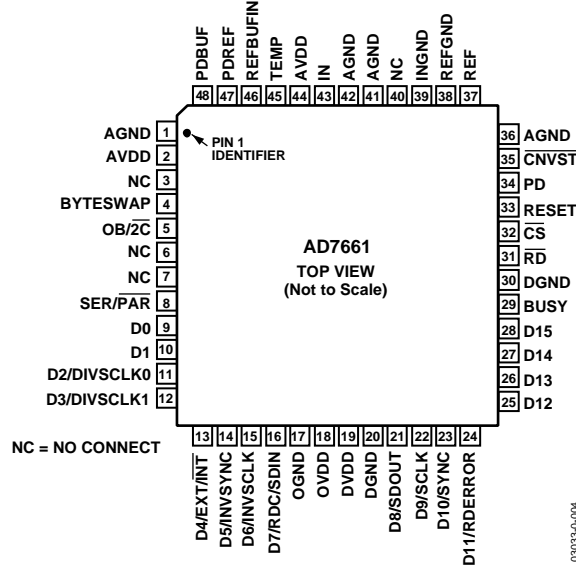 PDBUF
PDREF
REFBUFIN
TEMP
AVDD
IN
AGND
AGND
NC
INGND
REFGND
REF
48 47 46 45 44 43 42 41 40 39 38 37
AGND 1
AVDD 2
NC 3
BYTESWAP 4
OB/2C̅ 5
NC 6
NC 7
SER/P̅A̅R̅ 8
D0 9
D1 10
D2/DIVSCLK0 11
D3/DIVSCLK1 12
PIN 1
IDENTIFIER
AD7661
TOP VIEW
(Not to Scale)
36 AGND
35 C̅N̅V̅S̅T̅
34 PD
33 RESET
32 C̅S̅
31 R̅D̅
30 DGND
29 BUSY
28 D15
27 D14
26 D13
25 D12
NC = NO CONNECT
13 14 15 16 17 18 19 20 21 22 23 24
D4/EXT/I̅N̅T̅
D5/INVSYNC
D6/INVSCLK
D7/RDC/SDIN
OGND
OVDD
DVDD
DGND
D8/SDOUT
D9/SCLK
D10/SYNC
D11/RDERROR
03033-0-004